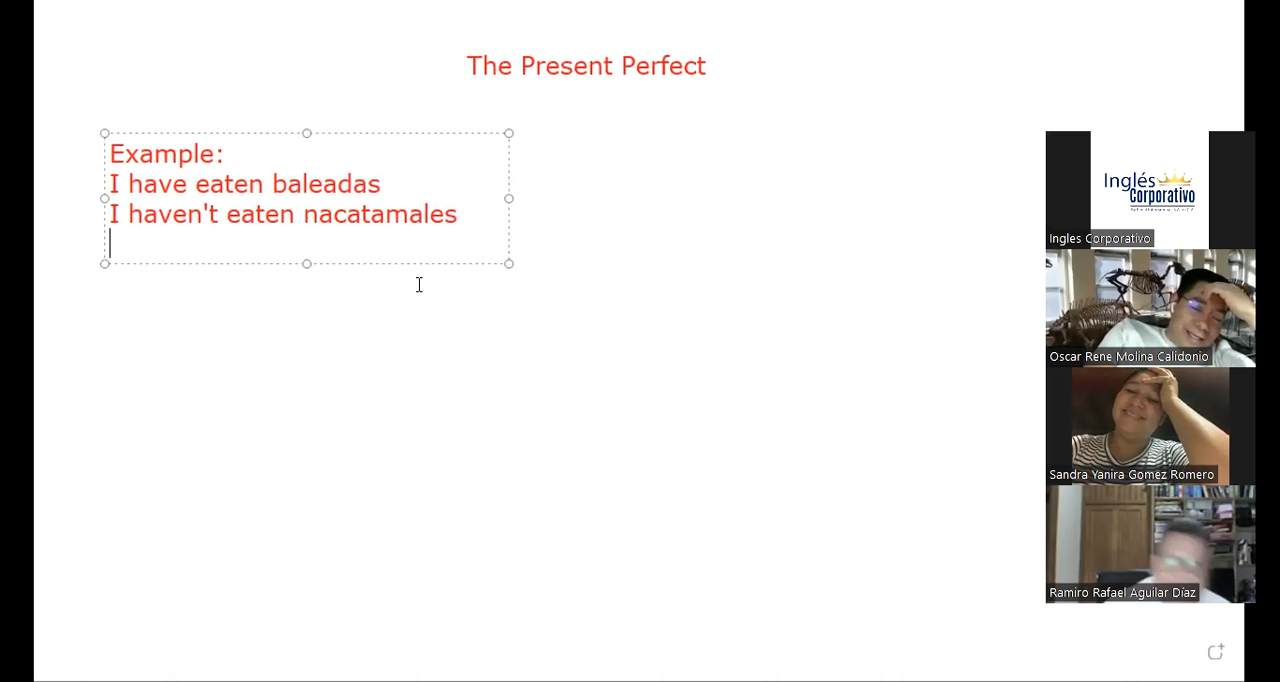 The Present Perfect
Example:
I have eaten baleadas
I haven't eaten nacatamales
Inglés
Corporativo
Ingles Corporativo
Oscar Rene Molina Calidonio
Sandra Yanira Gomez Romero
Ramiro Rafael Aguilar Díaz